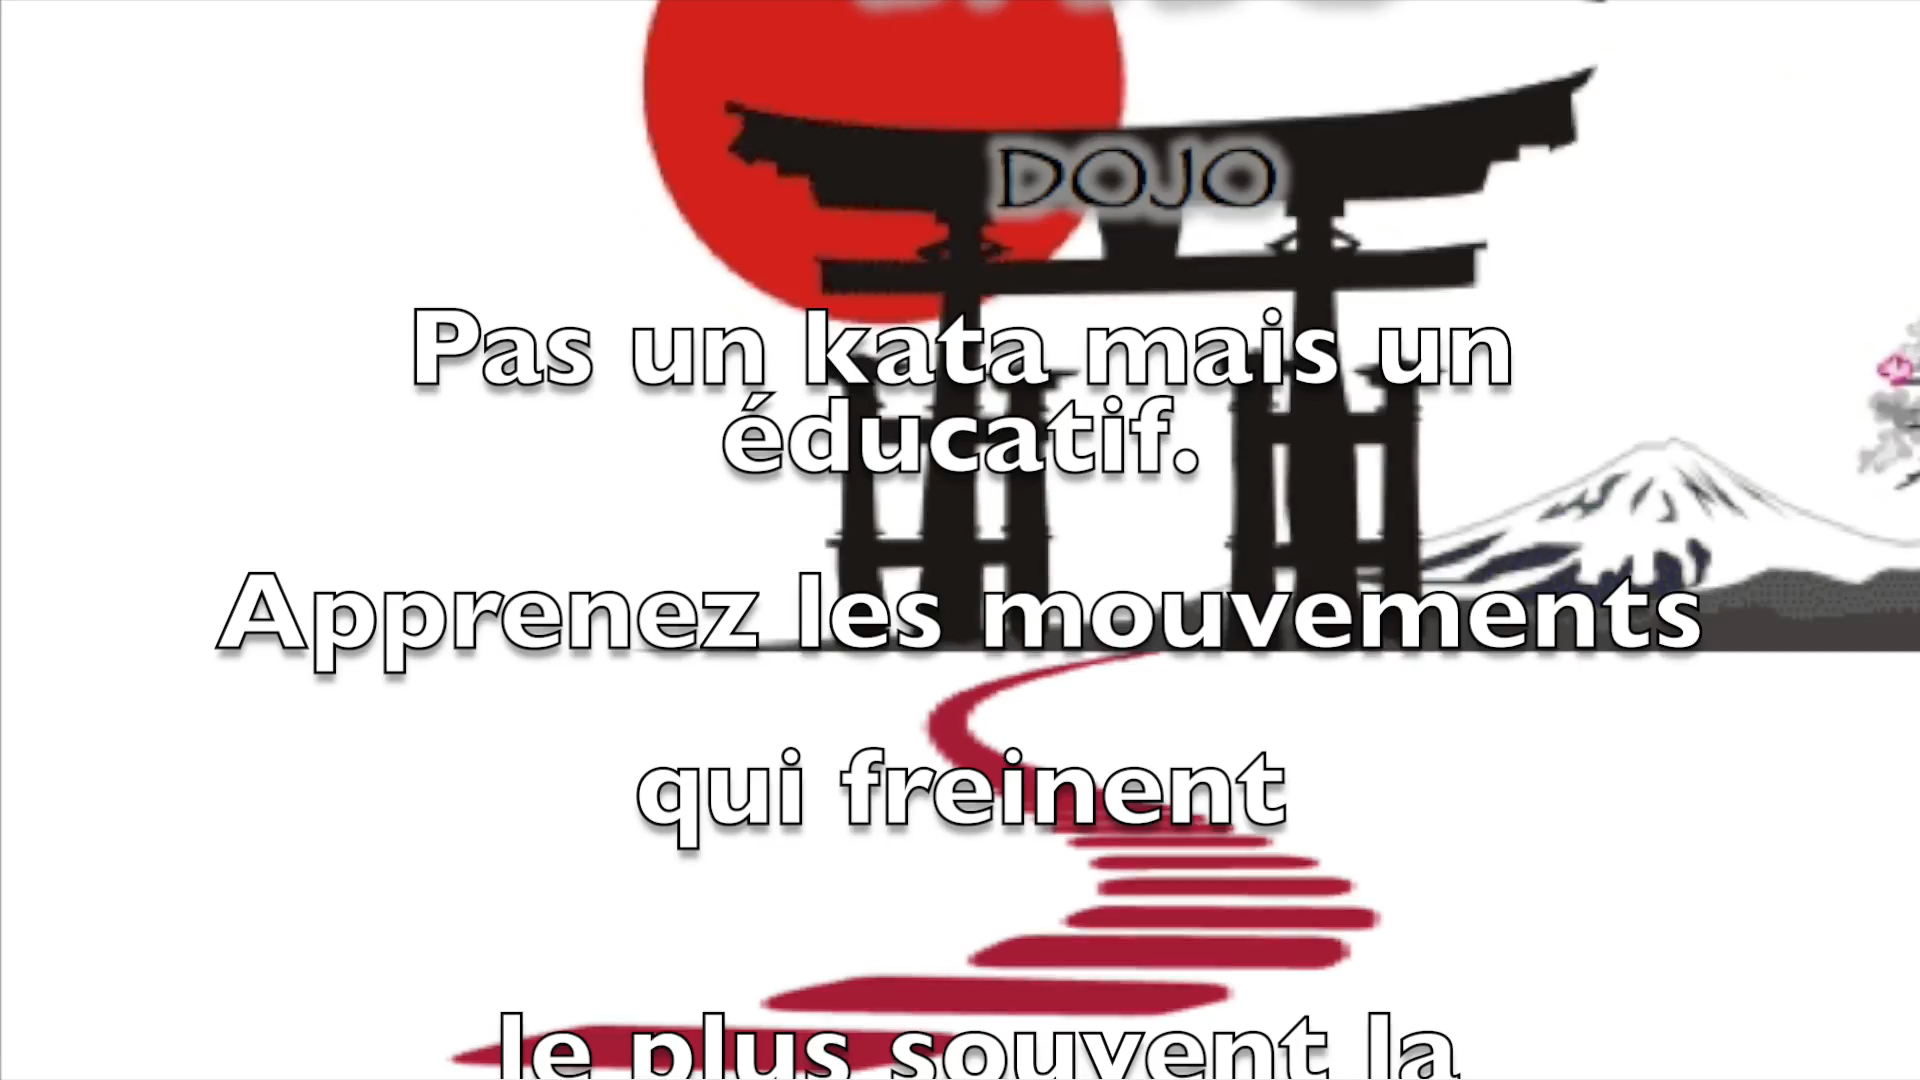 DOJO
Pas un kata mais un
éducatif.
Apprenez les mouvements
qui freinent
le plus souvent la